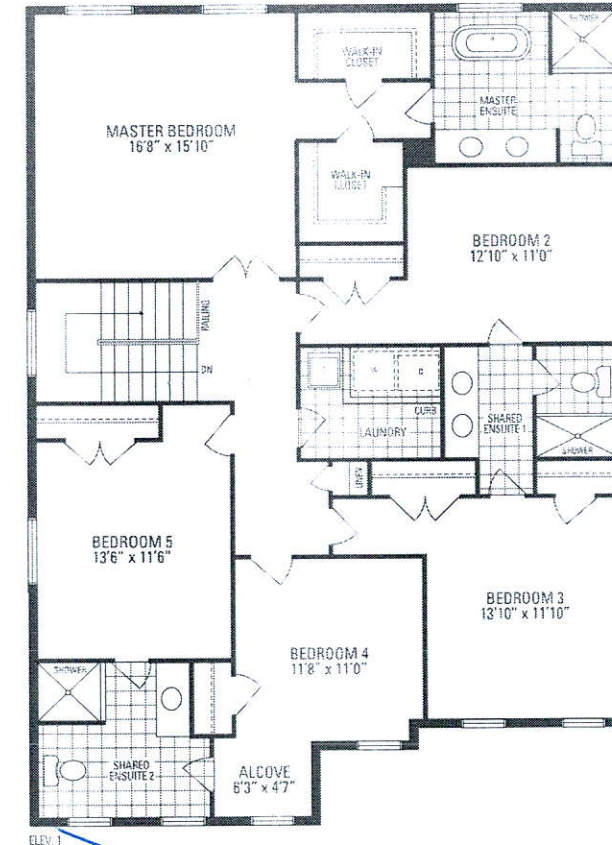 SHOWER
WALK-IN
CLOSET
MASTER
ENSUITE
MASTER BEDROOM
16'8" x 15'10"
WALK-IN
CLOSET
BEDROOM 2
12'10" x 11'0"
RAILING
DN
W
D
CURB
LAUNDRY
SHARED
ENSUITE 1
SHOWER
LINEN
BEDROOM 5
13'6" x 11'6"
BEDROOM 3
13'10" x 11'10"
BEDROOM 4
11'8" x 11'0"
SHOWER
SHARED
ENSUITE 2
ALCOVE
6'3" x 4'7"
ELEV. 1